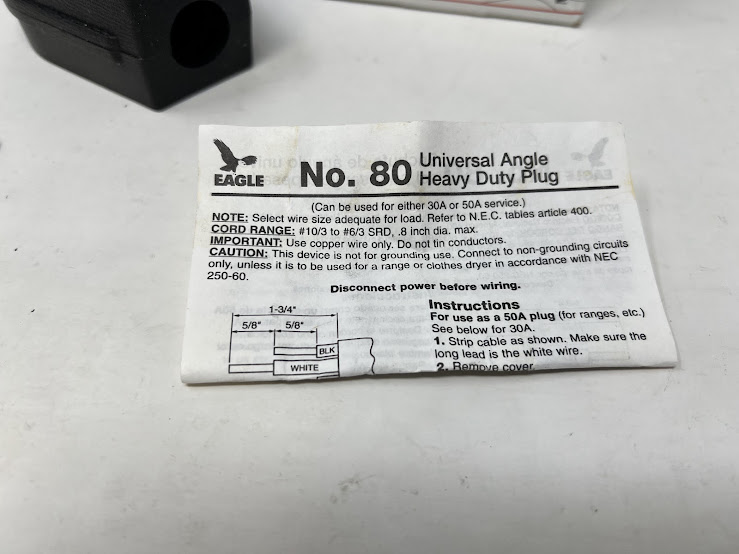 EAGLE
No. 80
Universal Angle
Heavy Duty Plug
(Can be used for either 30A or 50A service.)
NOTE: Select wire size adequate for load. Refer to N.E.C. tables article 400.
CORD RANGE: #10/3 to #6/3 SRD, .8 inch dia. max.
IMPORTANT: Use copper wire only. Do not tin conductors.
CAUTION: This device is not for grounding use. Connect to non-grounding circuits
only, unless it is to be used for a range or clothes dryer in accordance with NEC
250-60.
Disconnect power before wiring.
1-3/4"
5/8" 5/8"
BLK
WHITE
Instructions
For use as a 50A plug (for ranges, etc.)
See below for 30A.
1. Strip cable as shown. Make sure the
long lead is the white wire.
2. Remove cover.